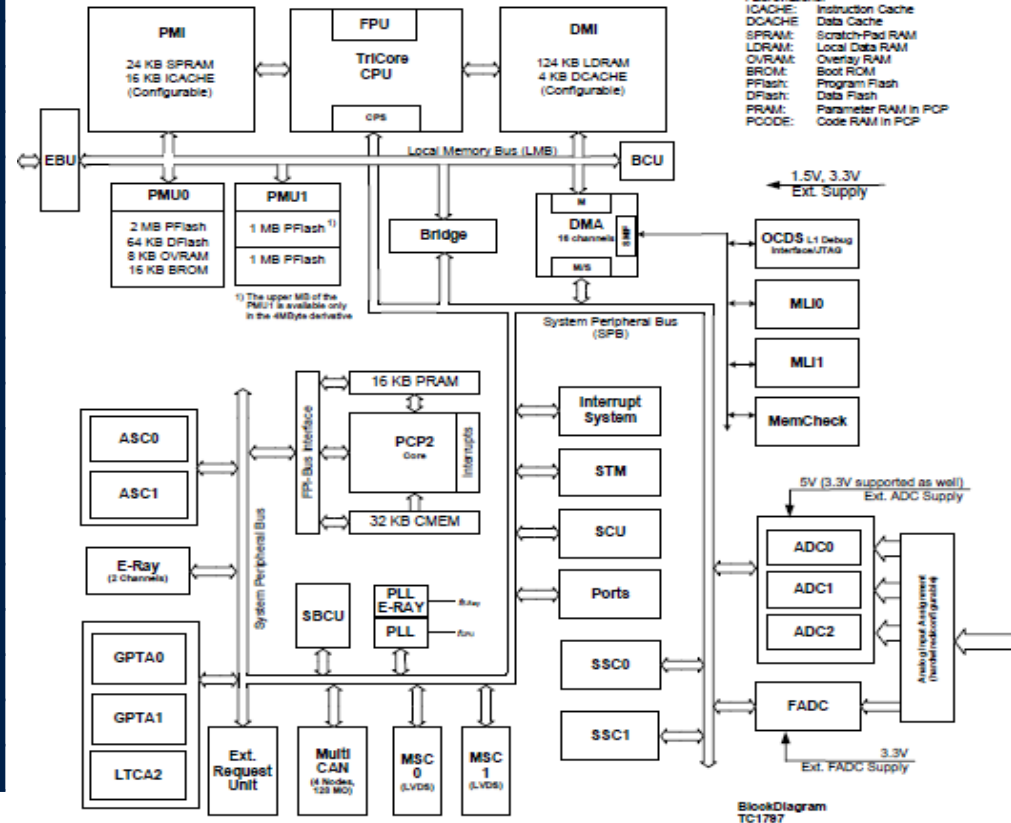 ICACHE: Instruction Cache
DCACHE Data Cache
SPRAM: Scratch-Pad RAM
LDRAM: Local Data RAM
OVRAM: Overlay RAM
BROM: Boot ROM
PFlash: Program Flash
DFlash: Data Flash
PRAM: Parameter RAM in PCP
PCODE: Code RAM in PCP
PMI
24 KB SPRAM
16 KB ICACHE
(Configurable)
FPU
TriCore
CPU
CPS
DMI
124 KB LDRAM
4 KB DCACHE
(Configurable)
EBU
Local Memory Bus (LMB)
BCU
PMU0
2 MB PFlash
64 KB DFlash
8 KB OVRAM
16 KB BROM
PMU1
1 MB PFlash 1)
1 MB PFlash
1) The upper MB of the
PMU1 is available only
in the 4MByte derivative
Bridge
M
DMA
16 channels
SMIF
M/S
1.5V, 3.3V
Ext. Supply
OCDS L1 Debug
Interface/JTAG
MLI0
MLI1
MemCheck
System Peripheral Bus
(SPB)
ASC0
ASC1
E-Ray
(2 Channels)
GPTA0
GPTA1
LTCA2
System Peripheral Bus
FPI-Bus Interface
16 KB PRAM
PCP2
Core
Interrupts
32 KB CMEM
SBCU
PLL
E-RAY
PLL
Interrupt
System
STM
SCU
Ports
SSC0
SSC1
5V (3.3V supported as well)
Ext. ADC Supply
ADC0
ADC1
ADC2
FADC
Analog Input Assignment
3.3V
Ext. FADC Supply
Ext.
Request
Unit
Multi
CAN
(4 Nodes,
128 MO)
MSC
0
(LVDS)
MSC
1
(LVDS)
BlockDiagram
TC1797